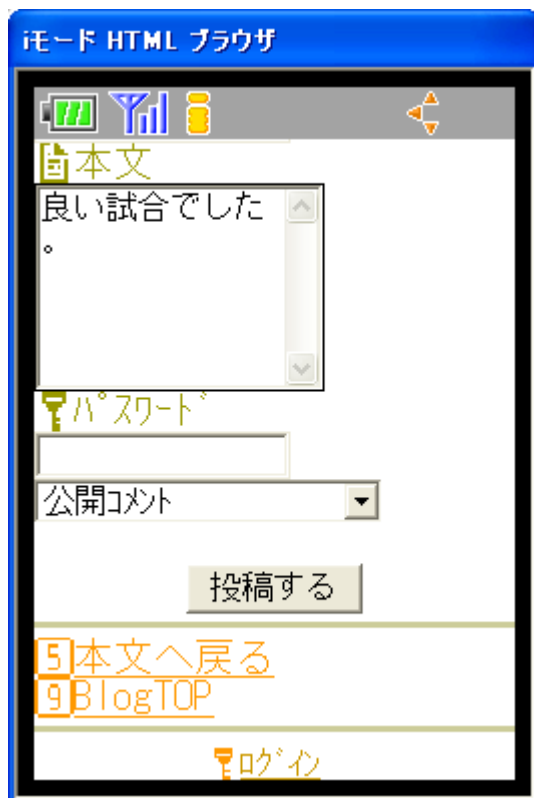 iモード HTML ブラウザ
本文
良い試合でした
。
ﾊﾟｽﾜｰﾄﾞ
公開ｺﾒﾝﾄ
投稿する
5本文へ戻る
9BlogTOP
ﾛｸﾞｲﾝ